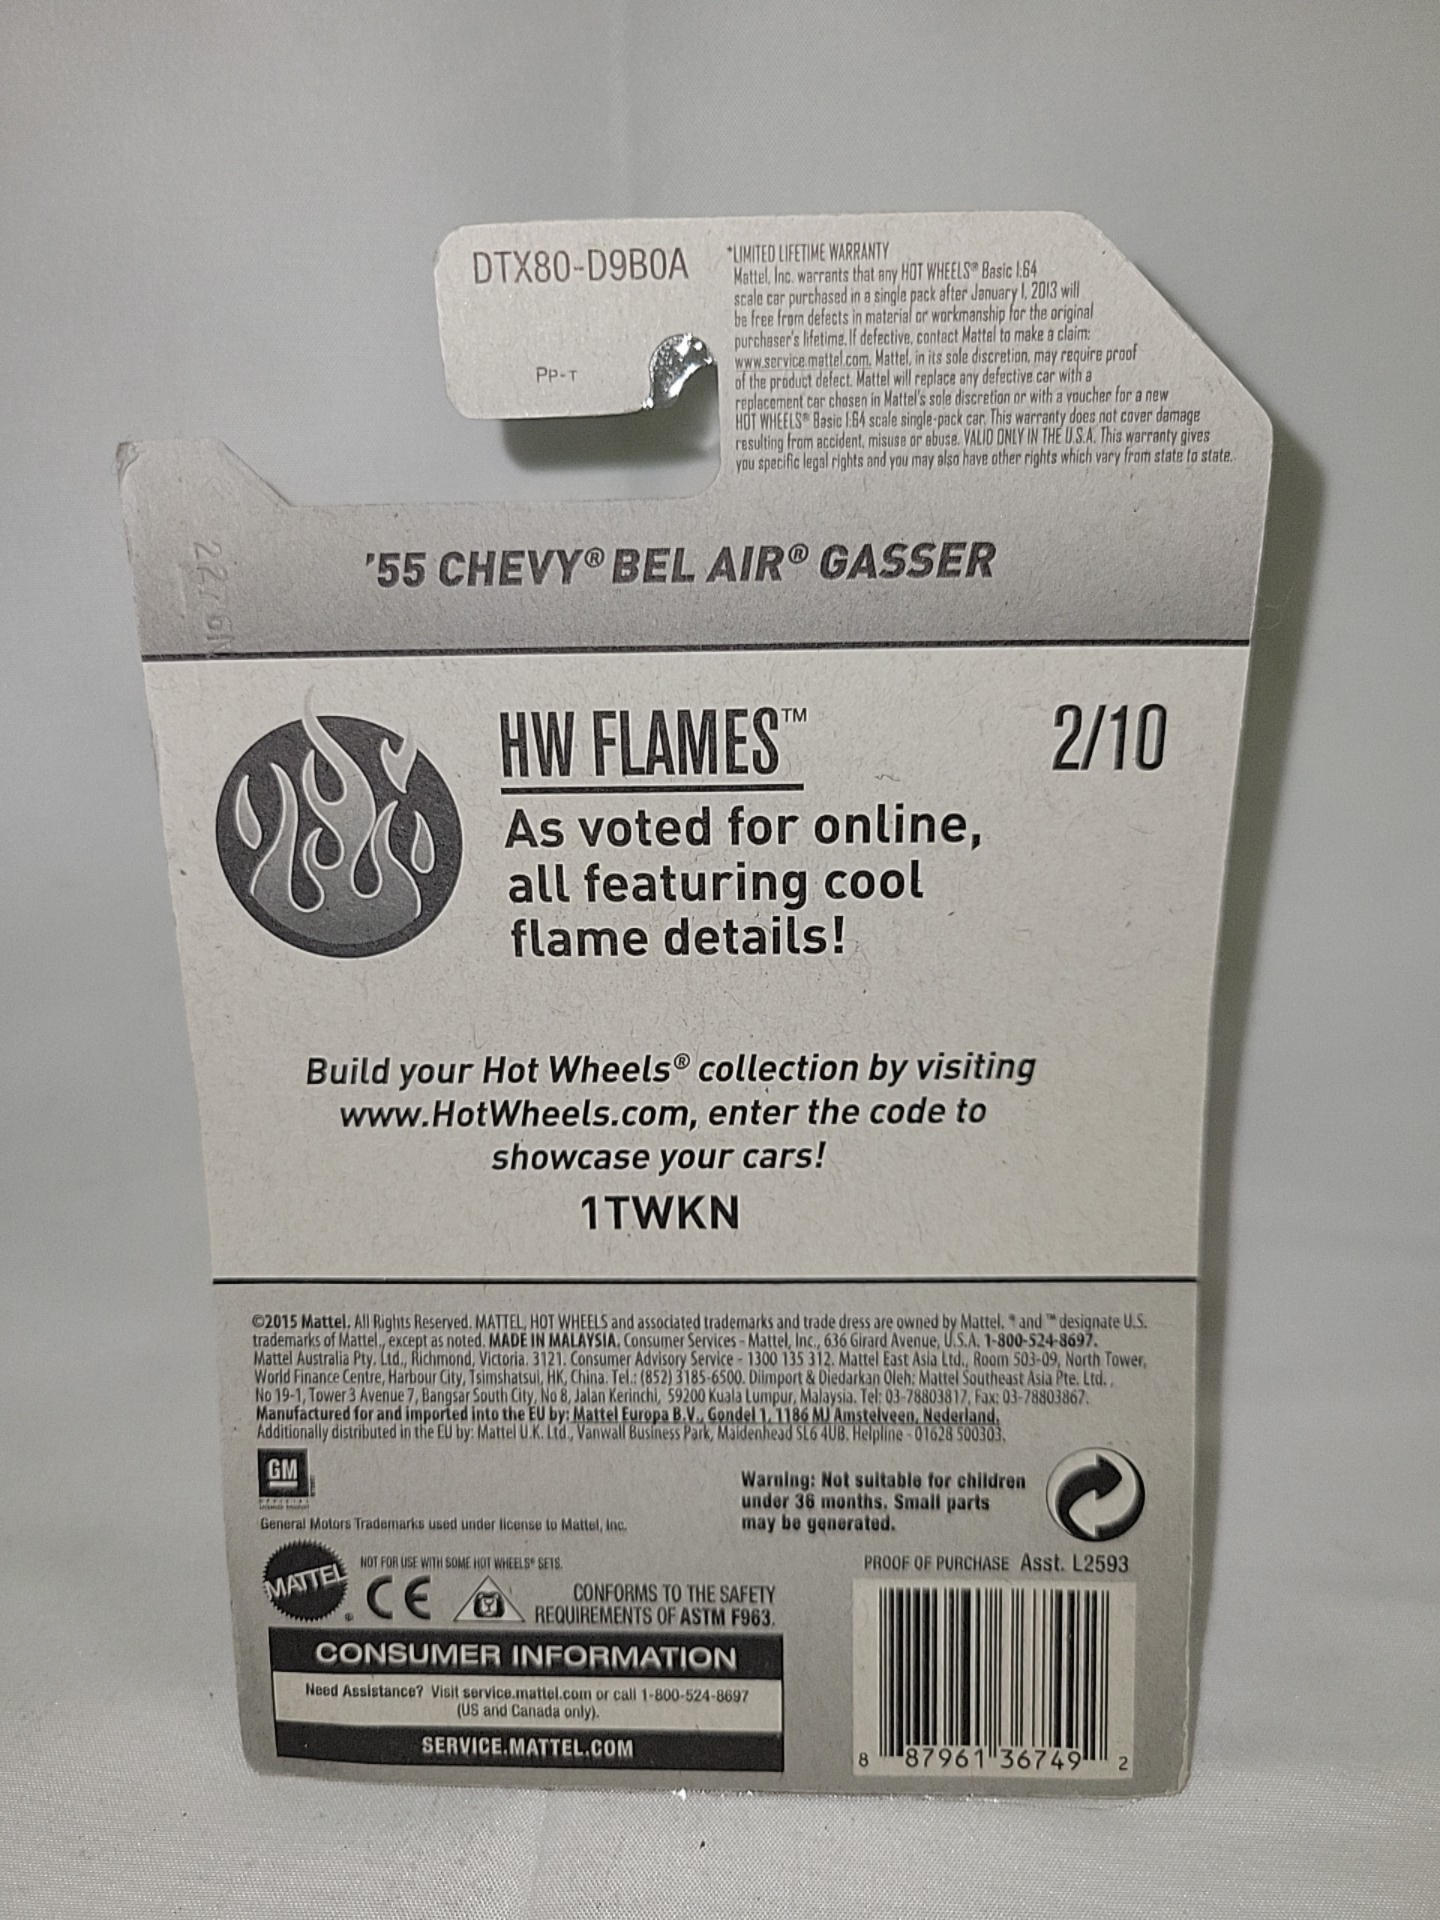 DTX80-D9B0A
PP-T
*LIMITED LIFETIME WARRANTY
Mattel, Inc. warrants that any HOT WHEELS® Basic 1:64
scale car purchased in a single pack after January 1, 2013 will
be free from defects in material or workmanship for the original
purchaser's lifetime. If defective, contact Mattel to make a claim:
www.service.mattel.com. Mattel, in its sole discretion, may require proof
of the product defect. Mattel will replace any defective car with a
replacement car chosen in Mattel's sole discretion or with a voucher for a new
HOT WHEELS® Basic 1:64 scale single-pack car. This warranty does not cover damage
resulting from accident, misuse or abuse. VALID ONLY IN THE U.S.A. This warranty gives
you specific legal rights and you may also have other rights which vary from state to state.
'55 CHEVY® BEL AIR® GASSER
HW FLAMES™
2/10
As voted for online,
all featuring cool
flame details!
Build your Hot Wheels® collection by visiting
www.HotWheels.com, enter the code to
showcase your cars!
1TWKN
©2015 Mattel. All Rights Reserved. MATTEL, HOT WHEELS and associated trademarks and trade dress are owned by Mattel. ® and ™ designate U.S.
trademarks of Mattel., except as noted. MADE IN MALAYSIA. Consumer Services - Mattel, Inc., 636 Girard Avenue, U.S.A. 1-800-524-8697.
Mattel Australia Pty. Ltd., Richmond, Victoria. 3121. Consumer Advisory Service - 1300 135 312. Mattel East Asia Ltd., Room 503-09, North Tower,
World Finance Centre, Harbour City, Tsimshatsui, HK, China. Tel.: (852) 3185-6500. Diimport & Diedarkan Oleh: Mattel Southeast Asia Pte. Ltd. ,
No 19-1, Tower 3 Avenue 7, Bangsar South City, No 8, Jalan Kerinchi, 59200 Kuala Lumpur, Malaysia. Tel: 03-78803817, Fax: 03-78803867.
Manufactured for and imported into the EU by: Mattel Europa B.V., Gondel 1, 1186 MJ Amstelveen, Nederland.
Additionally distributed in the EU by: Mattel U.K. Ltd., Vanwall Business Park, Maidenhead SL6 4UB. Helpline - 01628 500303.
GM
OFFICIAL
LICENSED PRODUCT
General Motors Trademarks used under license to Mattel, Inc.
Warning: Not suitable for children
under 36 months. Small parts
may be generated.
MATTEL®
NOT FOR USE WITH SOME HOT WHEELS® SETS.
CE
CONFORMS TO THE SAFETY
REQUIREMENTS OF ASTM F963.
CONSUMER INFORMATION
Need Assistance? Visit service.mattel.com or call 1-800-524-8697
(US and Canada only).
SERVICE.MATTEL.COM
PROOF OF PURCHASE Asst. L2593
8 87961 36749 2